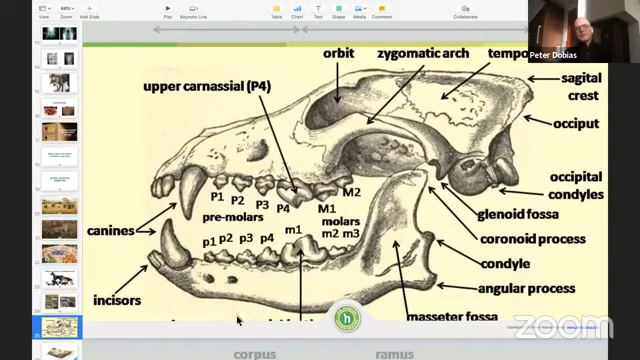 68%
View
Zoom
Add Slide
Play
Keynote Live
Table
Chart
Text
Shape
Media
Comment
Collaborate
Peter Dobias
orbit
zygomatic arch
upper carnassial (P4)
sagital
crest
occiput
occipital
condyles
glenoid fossa
coronoid process
condyle
angular process
masseter fossa
canines
incisors
P1 P2 P3 P4 M1 M2
pre-molars
molars
p1 p2 p3 p4 m1 m2 m3
h
zoom
corpus
ramus